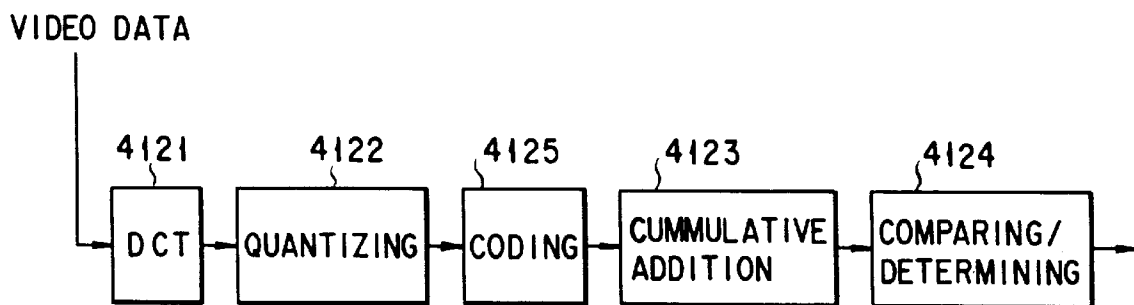 VIDEO DATA
4121
4122
4125
4123
4124
DCT
QUANTIZING
CODING
CUMMULATIVE
ADDITION
COMPARING/
DETERMINING